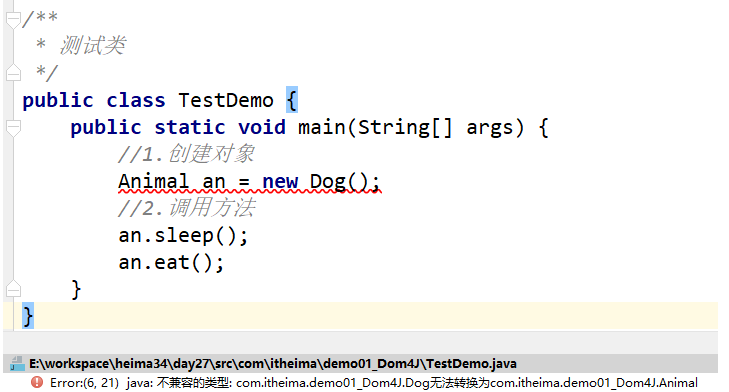 /**
 * 测试类
 */
public class TestDemo {
    public static void main(String[] args) {
        //1.创建对象
        Animal an = new Dog();
        //2.调用方法
        an.sleep();
        an.eat();
    }
}
E:\workspace\heima34\day27\src\com\itheima\demo01_Dom4J\TestDemo.java
Error:(6, 21) java: 不兼容的类型: com.itheima.demo01_Dom4J.Dog无法转换为com.itheima.demo01_Dom4J.Animal